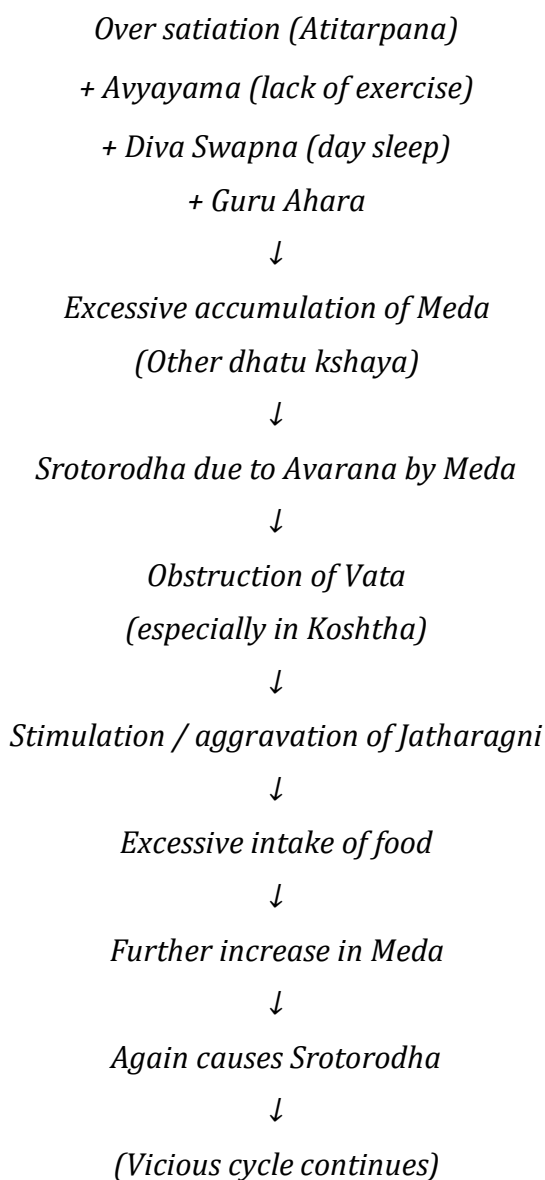 Over satiation (Atitarpana)
+ Avyayama (lack of exercise)
+ Diva Swapna (day sleep)
+ Guru Ahara
↓
Excessive accumulation of Meda
(Other dhatu kshaya)
↓
Srotorodha due to Avarana by Meda
↓
Obstruction of Vata
(especially in Koshtha)
↓
Stimulation / aggravation of Jatharagni
↓
Excessive intake of food
↓
Further increase in Meda
↓
Again causes Srotorodha
↓
(Vicious cycle continues)